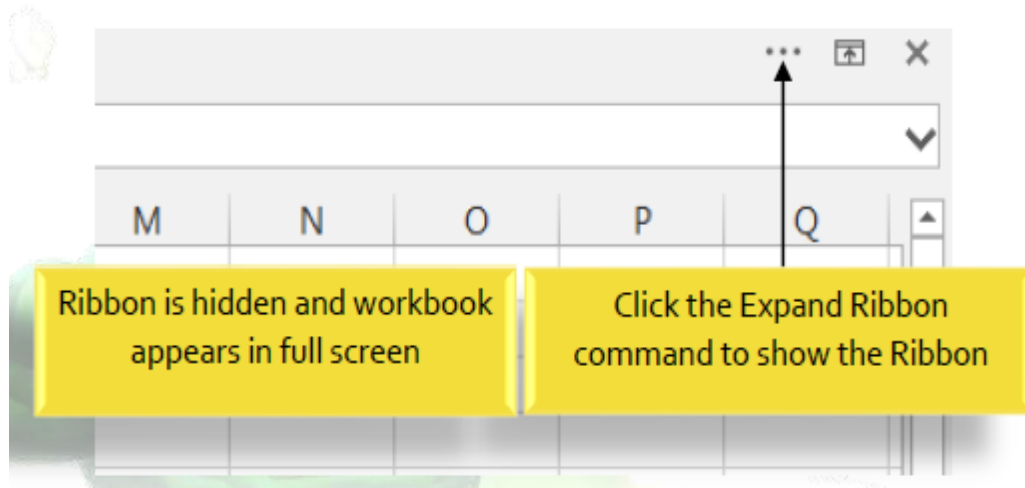 M N O P Q
Ribbon is hidden and workbook
appears in full screen
Click the Expand Ribbon
command to show the Ribbon